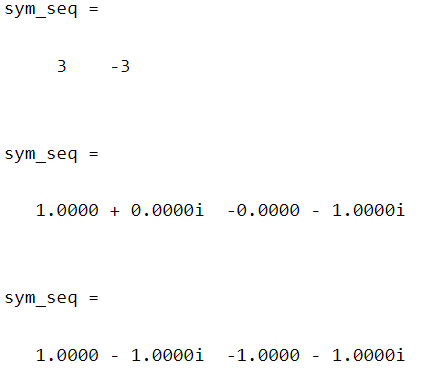 sym_seq =
3 -3
sym_seq =
1.0000 + 0.0000i -0.0000 - 1.0000i
sym_seq =
1.0000 - 1.0000i -1.0000 - 1.0000i